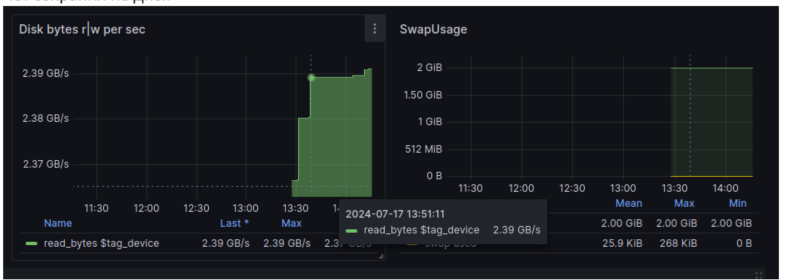 Disk bytes r|w per sec
2.39 GB/s
2.38 GB/s
2.37 GB/s
11:30 12:00 12:30 13:00 13:30
Name Last * Max
read_bytes $tag_device 2.39 GB/s 2.39 GB/s
2024-07-17 13:51:11
read_bytes $tag_device 2.39 GB/s
SwapUsage
2 GiB
1.50 GiB
1 GiB
512 MiB
0 B
11:30 12:00 12:30 13:00 13:30 14:00
Mean Max Min
2.00 GiB 2.00 GiB 2.00 GiB
25.9 KiB 268 KiB 0 B